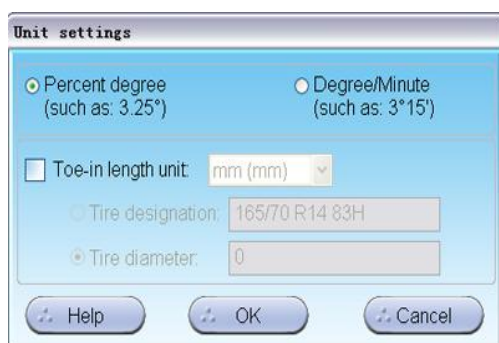 Unit settings
Percent degree
(such as: 3.25°)
Degree/Minute
(such as: 3°15')
Toe-in length unit: mm (mm)
Tire designation: 165/70 R14 83H
Tire diameter: 0
Help OK Cancel